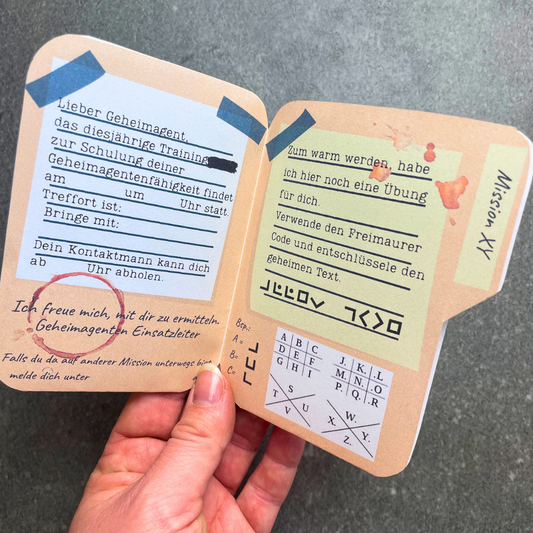 Lieber Geheimagent,
das diesjährige Training
zur Schulung deiner
Geheimagentenfähigkeit findet
am um Uhr statt.
Treffort ist:
Bringe mit:
Dein Kontaktmann kann dich
ab Uhr abholen.
Ich freue mich, mit dir zu ermitteln.
Geheimagenten Einsatzleiter
Falls du da auf anderer Mission unterwegs bist
melde dich unter
Zum warm werden, habe
ich hier noch eine Übung
für dich.
Verwende den Freimaurer
Code und entschlüssele den
geheimen Text.
Mission XY
Bsp.:
A =
B=
C=
A B C
D E F
G H I
J. K. .L
M. N. .O
P. Q. .R
S
T U
V
W.
X. Y.
Z.